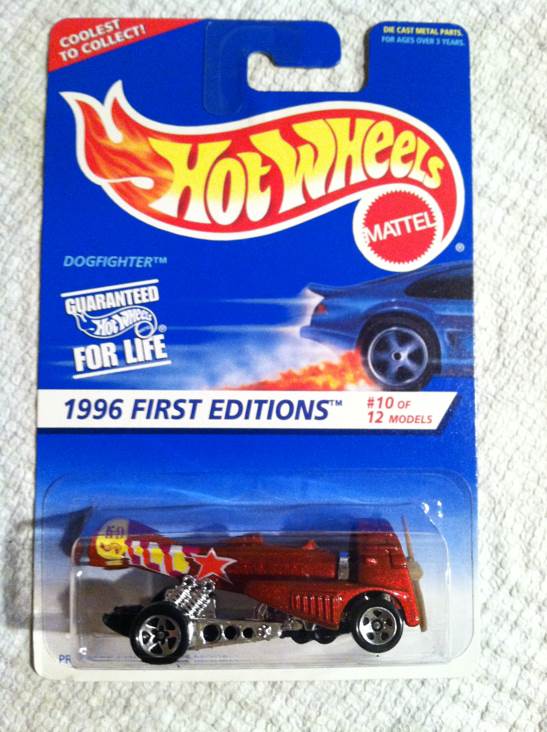 COOLEST
TO COLLECT!
DIE CAST METAL PARTS.
FOR AGES OVER 3 YEARS.
HOT WHEELS
MATTEL
®
DOGFIGHTER™
GUARANTEED
Hot Wheels®
FOR LIFE
1996 FIRST EDITIONS™
#10 OF
12 MODELS